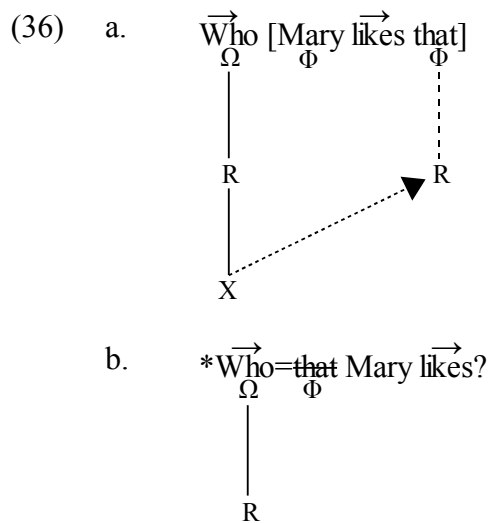 (36) a. Who [Mary likes that]
Ω Φ Φ
R R
X
b. *Who=that Mary likes?
Ω Φ
R